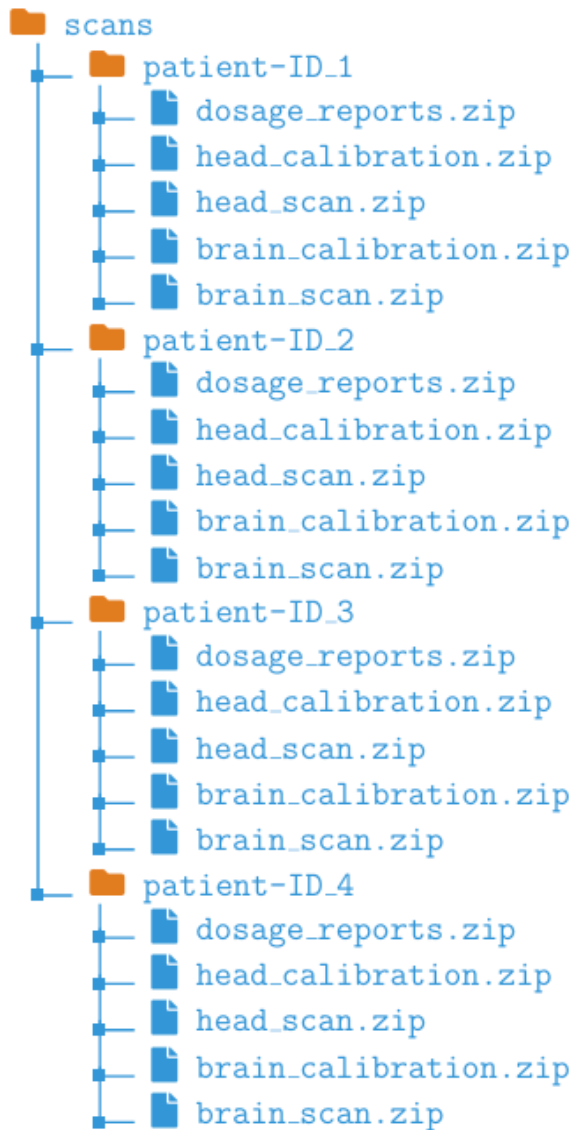 scans
patient-ID_1
dosage_reports.zip
head_calibration.zip
head_scan.zip
brain_calibration.zip
brain_scan.zip
patient-ID_2
dosage_reports.zip
head_calibration.zip
head_scan.zip
brain_calibration.zip
brain_scan.zip
patient-ID_3
dosage_reports.zip
head_calibration.zip
head_scan.zip
brain_calibration.zip
brain_scan.zip
patient-ID_4
dosage_reports.zip
head_calibration.zip
head_scan.zip
brain_calibration.zip
brain_scan.zip